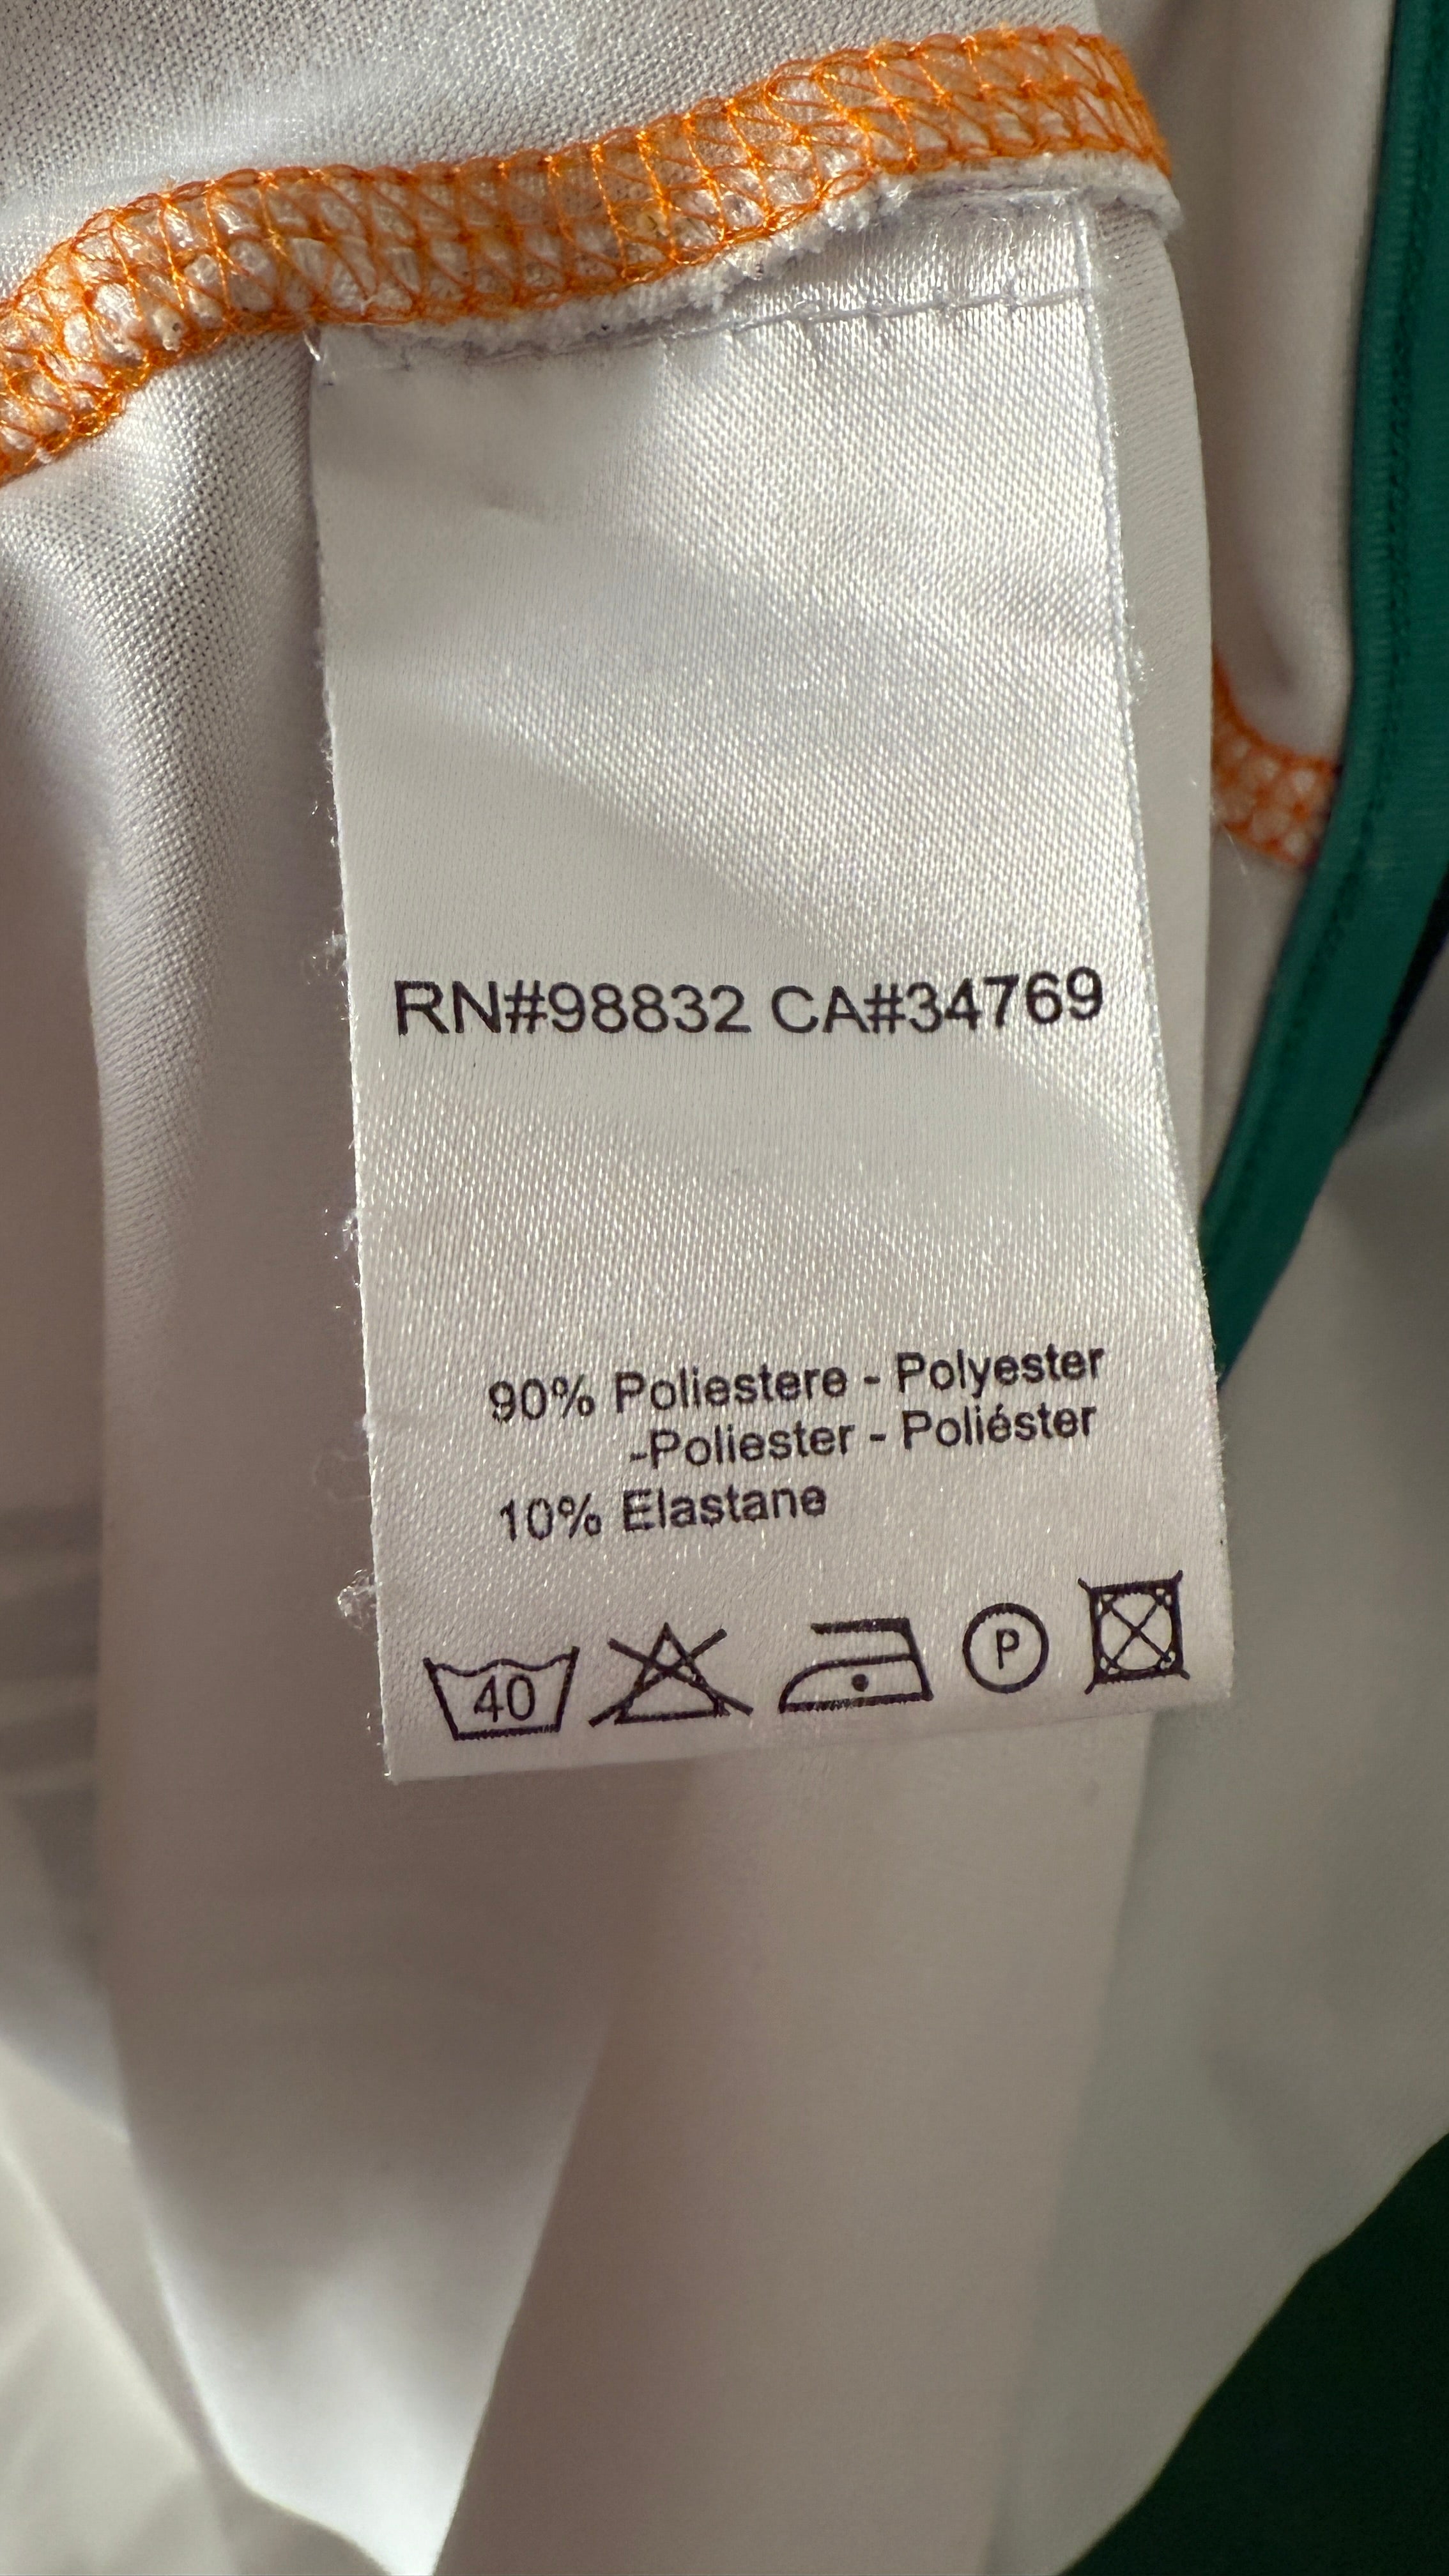 RN#98832 CA#34769
90% Poliestere - Polyester
-Poliester - Poliéster
10% Elastane
40
P